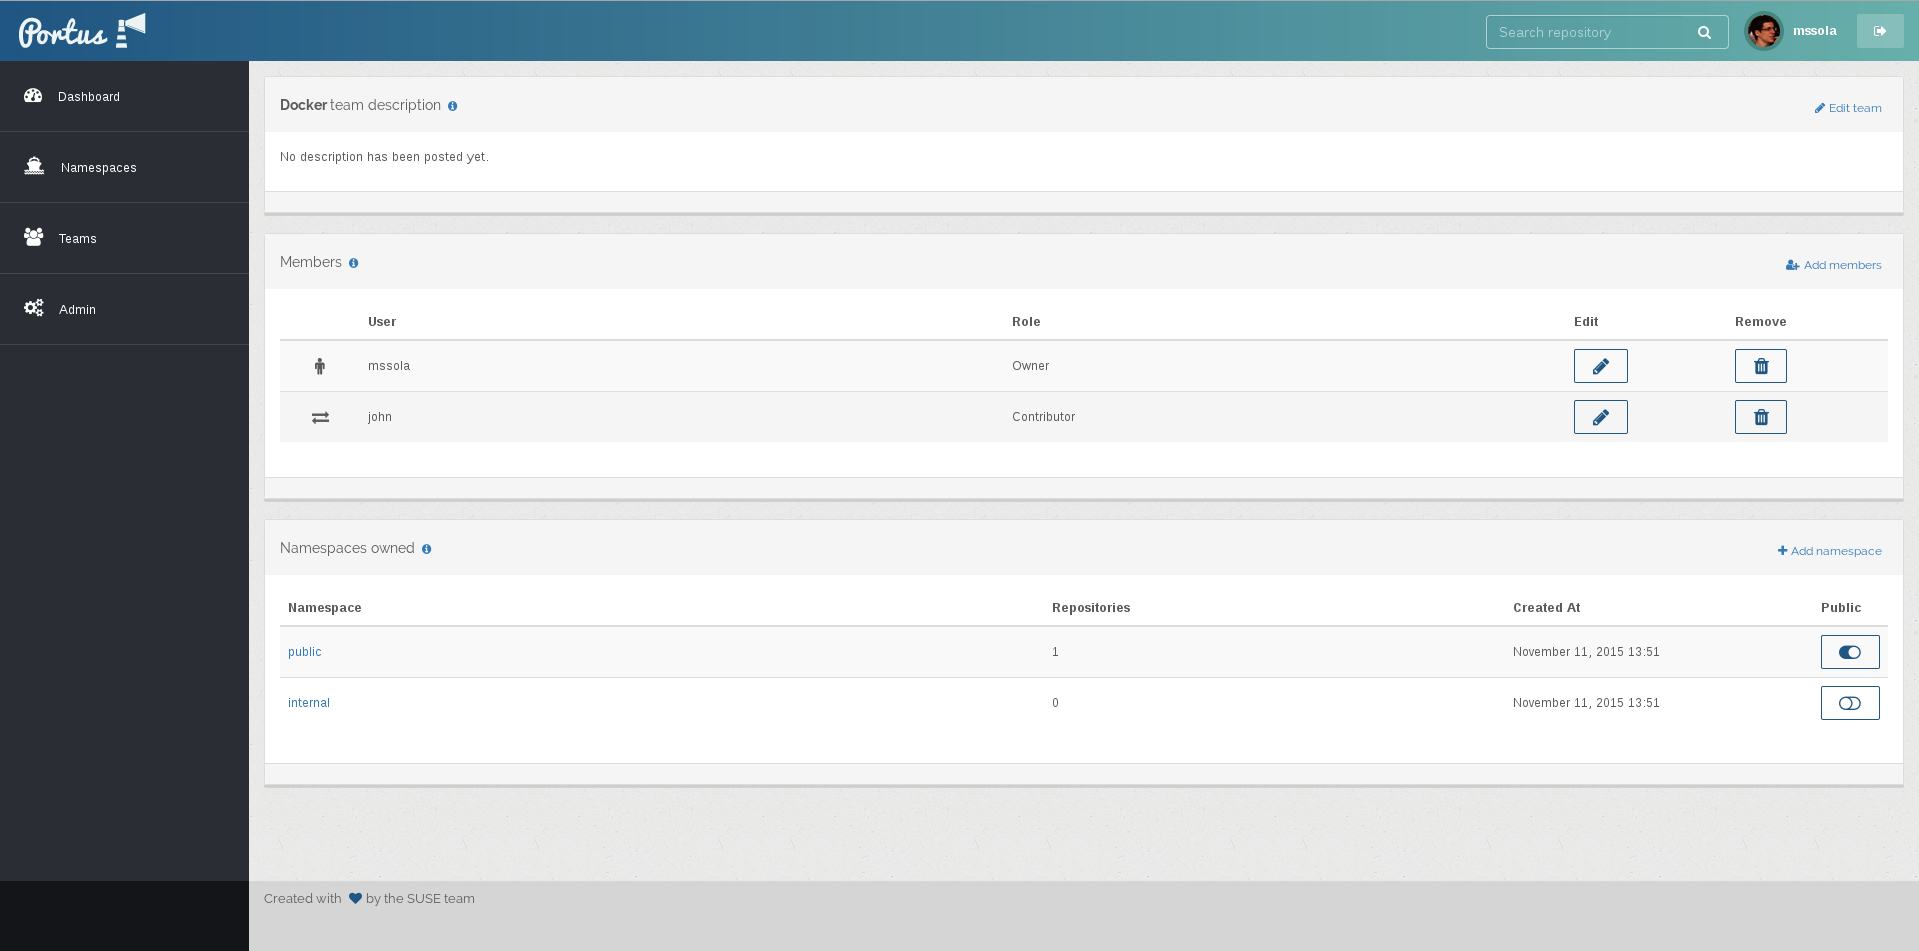 Portus
Search repository
mssola
Dashboard
Namespaces
Teams
Admin
Docker team description
Edit team
No description has been posted yet.
Members
Add members
User Role Edit Remove
mssola Owner
john Contributor
Namespaces owned
Add namespace
Namespace Repositories Created At Public
public 1 November 11, 2015 13:51
internal 0 November 11, 2015 13:51
Created with by the SUSE team